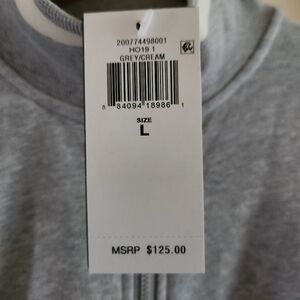 200774498001
HO19 1
GREY/CREAM
8 84094 18986 1
SIZE
L
MSRP $125.00